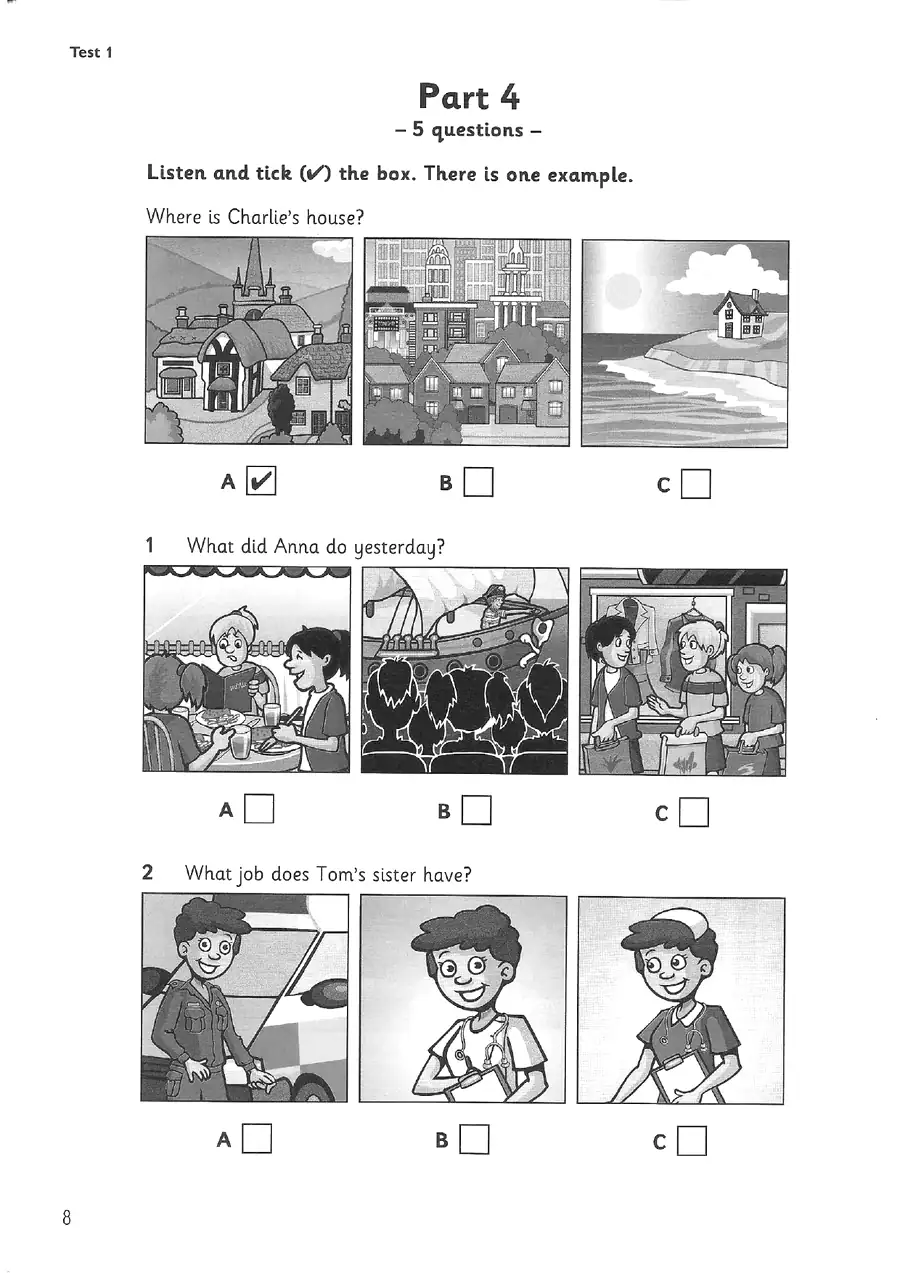 Test 1
Part 4
– 5 questions –
Listen and tick (✔) the box. There is one example.
Where is Charlie's house?
A ✔ B C
1 What did Anna do yesterday?
A B C
2 What job does Tom's sister have?
A B C
8